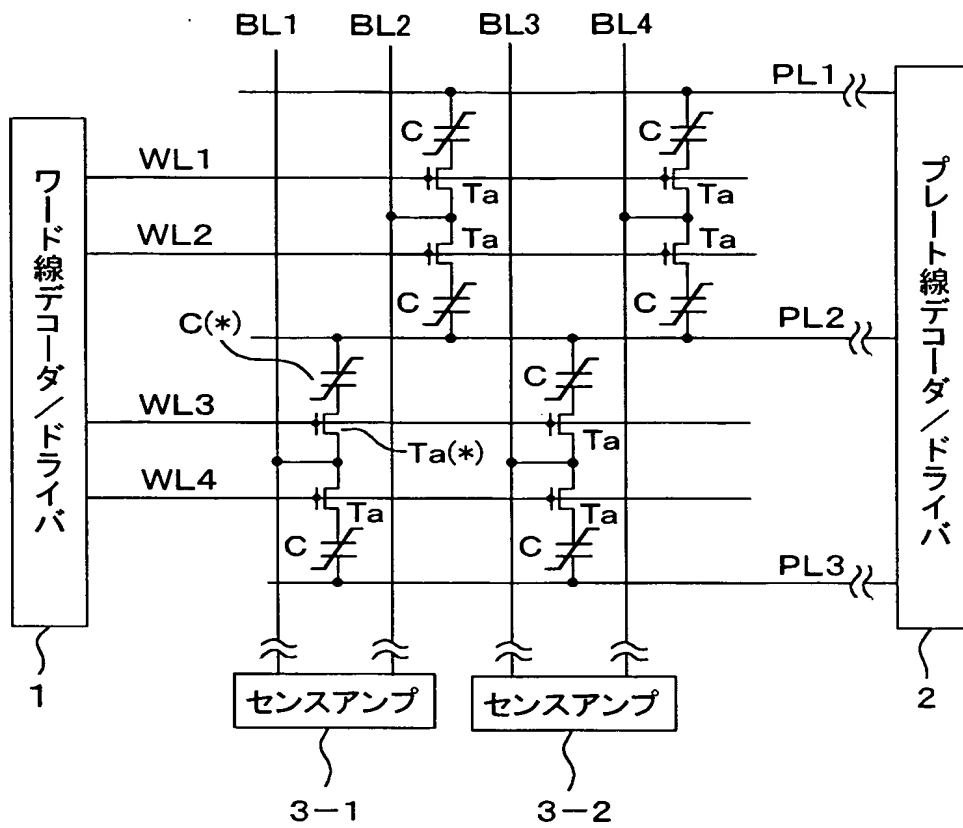 BL1 BL2 BL3 BL4
PL1
C C
WL1
Ta Ta
WL2
Ta Ta
C C
PL2
C(*)
C
WL3
Ta
Ta(*)
WL4
Ta Ta
C C
PL3
ワード線デコーダ/ドライバ
プレート線デコーダ/ドライバ
センスアンプ センスアンプ
1 2
3-1 3-2